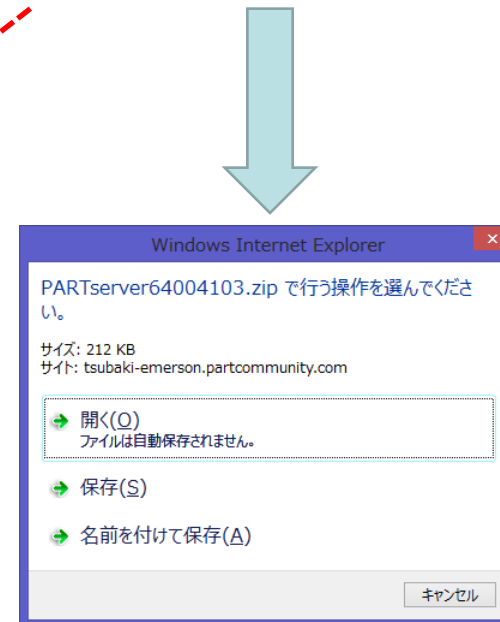 Windows Internet Explorer
×
PARTserver64004103.zip で行う操作を選んでくださ
い。
サイズ: 212 KB
サイト: tsubaki-emerson.partcommunity.com
開く(O)
ファイルは自動保存されません。
保存(S)
名前を付けて保存(A)
キャンセル